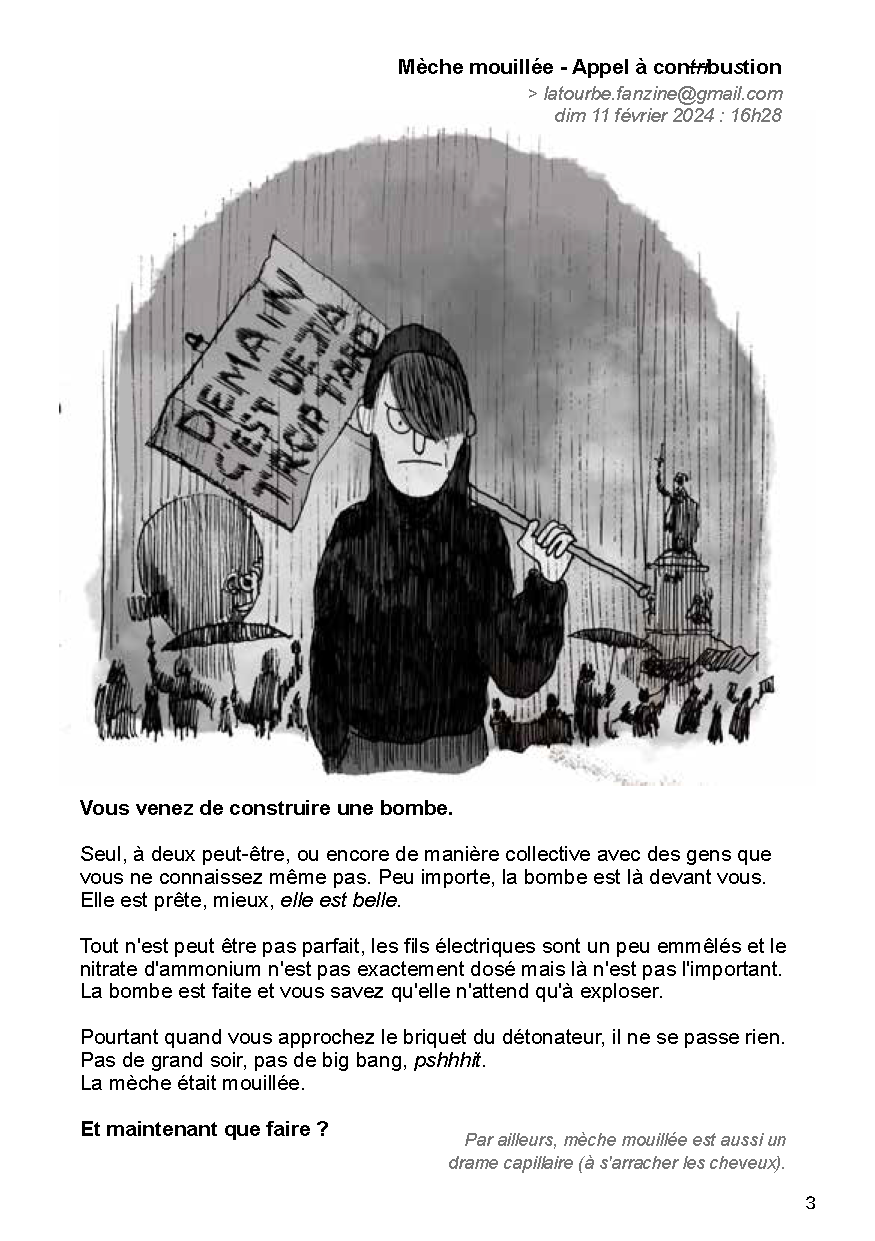 Mèche mouillée - Appel à contribustion
> latourbe.fanzine@gmail.com
dim 11 février 2024 : 16h28
DEMAIN
C'EST DEJA
TROP TARD
Vous venez de construire une bombe.
Seul, à deux peut-être, ou encore de manière collective avec des gens que
vous ne connaissez même pas. Peu importe, la bombe est là devant vous.
Elle est prête, mieux, elle est belle.
Tout n'est peut être pas parfait, les fils électriques sont un peu emmêlés et le
nitrate d'ammonium n'est pas exactement dosé mais là n'est pas l'important.
La bombe est faite et vous savez qu'elle n'attend qu'à exploser.
Pourtant quand vous approchez le briquet du détonateur, il ne se passe rien.
Pas de grand soir, pas de big bang, pshhhit.
La mèche était mouillée.
Et maintenant que faire ?
Par ailleurs, mèche mouillée est aussi un
drame capillaire (à s'arracher les cheveux).
3